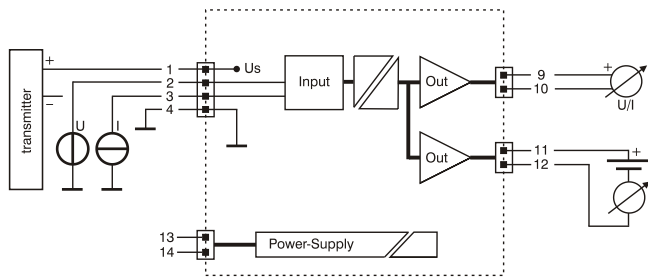 transmitter
+
−
U
I
1
2
3
4
Us
Input
Out
Out
9
10
+
U/I
11
12
+
13
14
Power-Supply